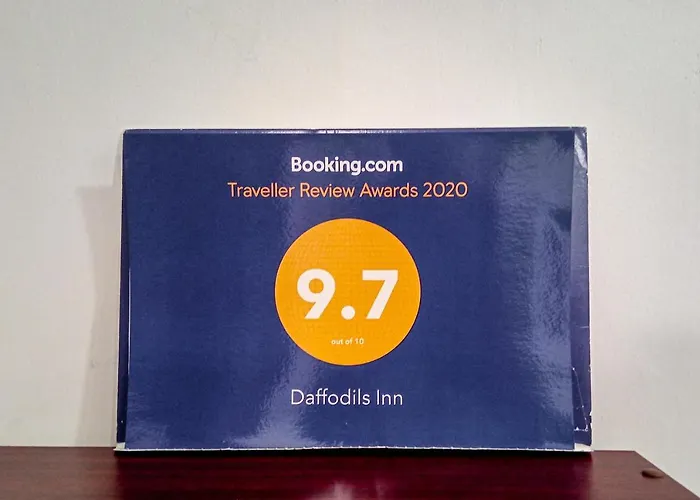 Booking.com
Traveller Review Awards 2020
9.7
out of 10
Daffodils Inn